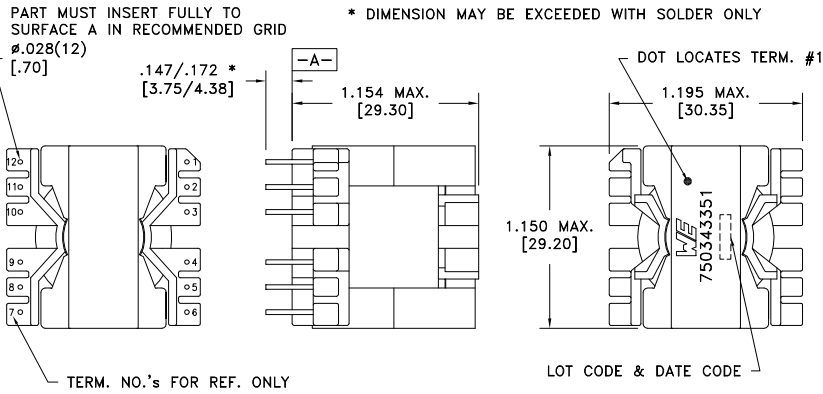 PART MUST INSERT FULLY TO
SURFACE A IN RECOMMENDED GRID
ø.028(12)
[.70]
* DIMENSION MAY BE EXCEEDED WITH SOLDER ONLY
.147/.172 *
[3.75/4.38]
-A-
1.154 MAX.
[29.30]
DOT LOCATES TERM. #1
1.195 MAX.
[30.35]
12
11
10
9
8
7
1
2
3
4
5
6
1.150 MAX.
[29.20]
WE
750343351
TERM. NO.'s FOR REF. ONLY
LOT CODE & DATE CODE